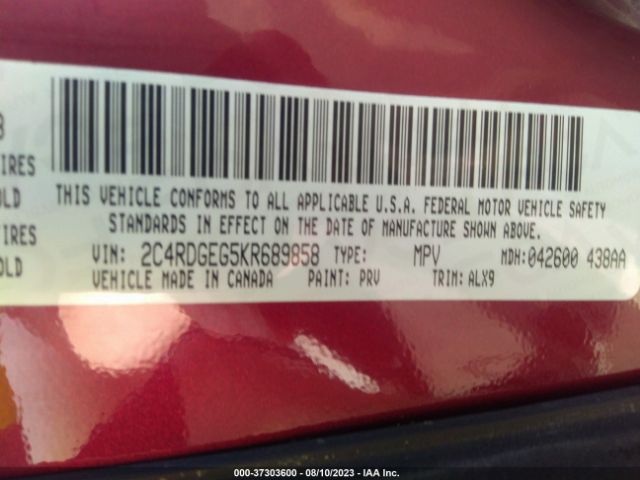 8
IRES
OLD
IRES
OLD
THIS VEHICLE CONFORMS TO ALL APPLICABLE U.S.A. FEDERAL MOTOR VEHICLE SAFETY
STANDARDS IN EFFECT ON THE DATE OF MANUFACTURE SHOWN ABOVE.
VIN: 2C4RDGEG5KR689858 TYPE: MPV MDH:042600 438AA
VEHICLE MADE IN CANADA PAINT: PRV TRIM: ALX9
000-37303600 - 08/10/2023 - IAA Inc.